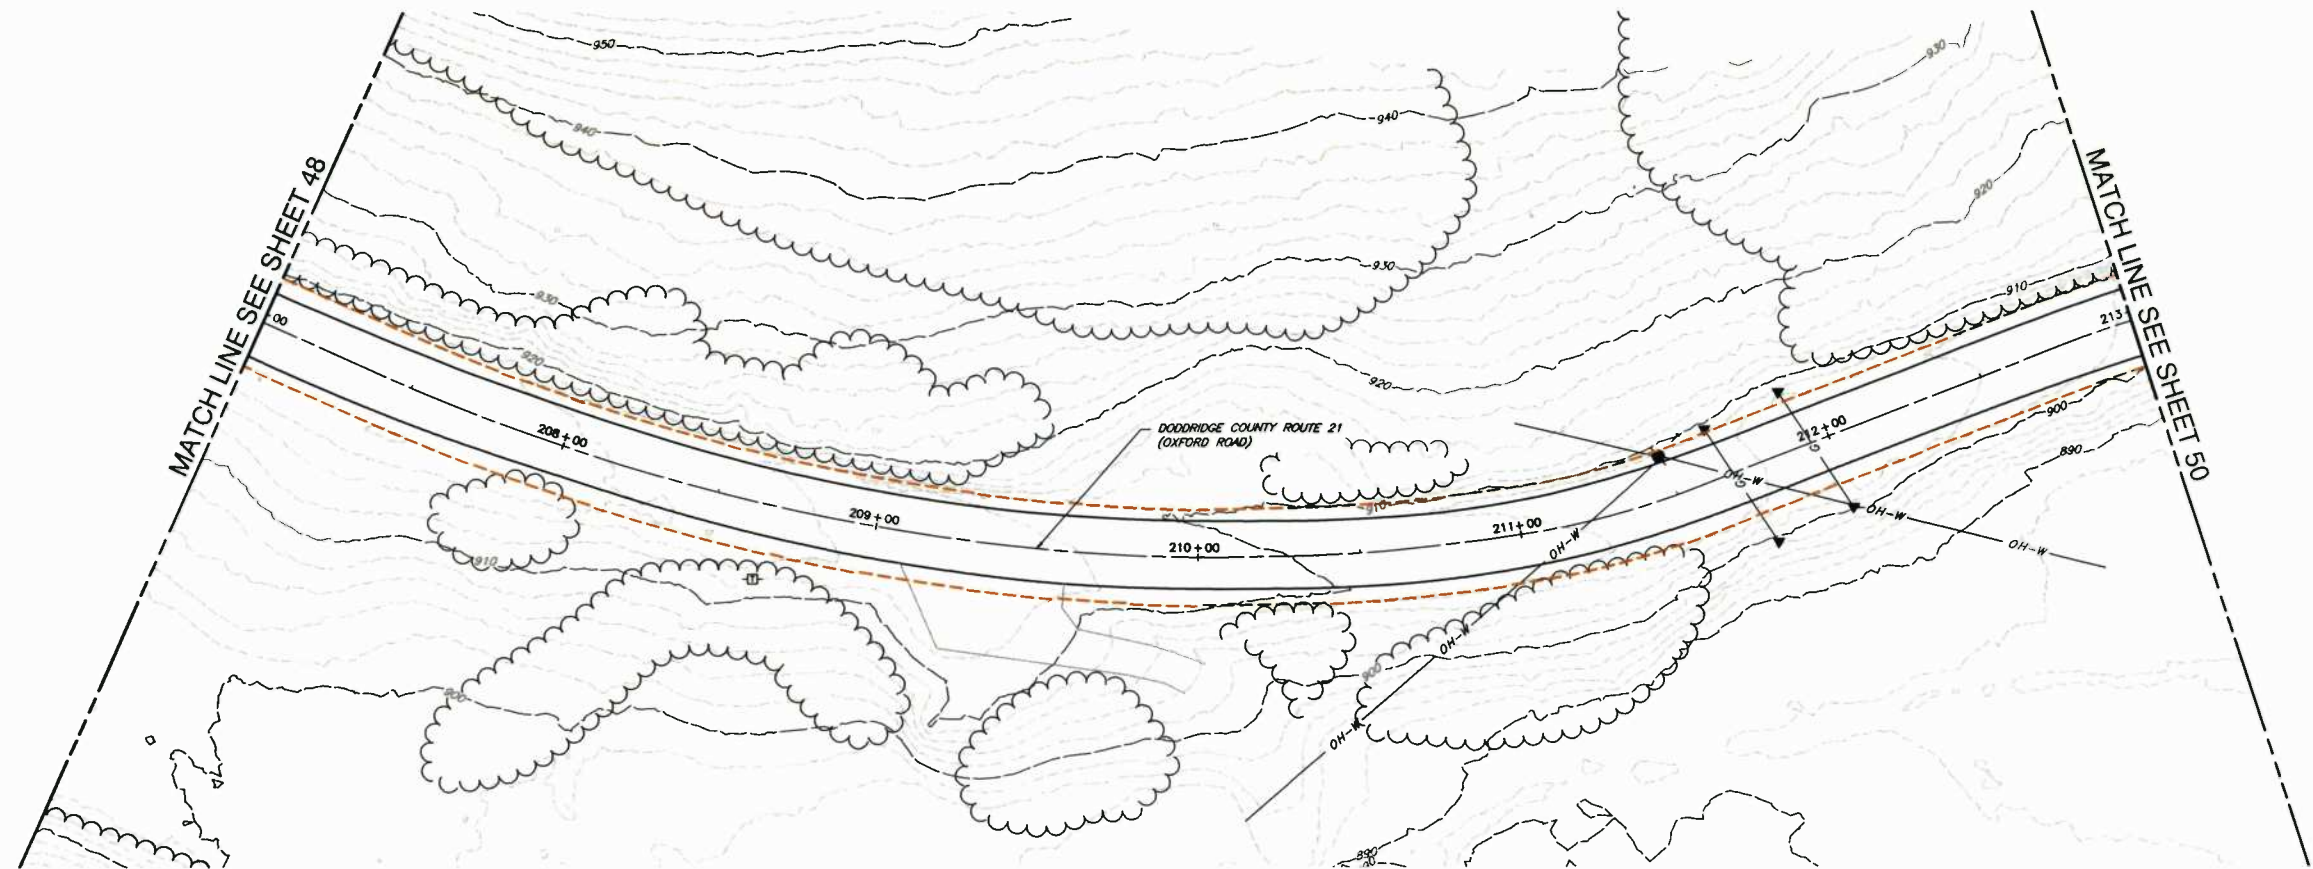 950
930
940
940
MATCH LINE SEE SHEET 48
MATCH LINE SEE SHEET 50
920
930
930
910
00
213
920
920
DODDRIDGE COUNTY ROUTE 21
(OXFORD ROAD)
208+00
209+00
210+00
211+00
212+00
900
890
910
OH-W
OH-W
OH-W
OH-W
OH-W
OH-W
910
T
900
900
890